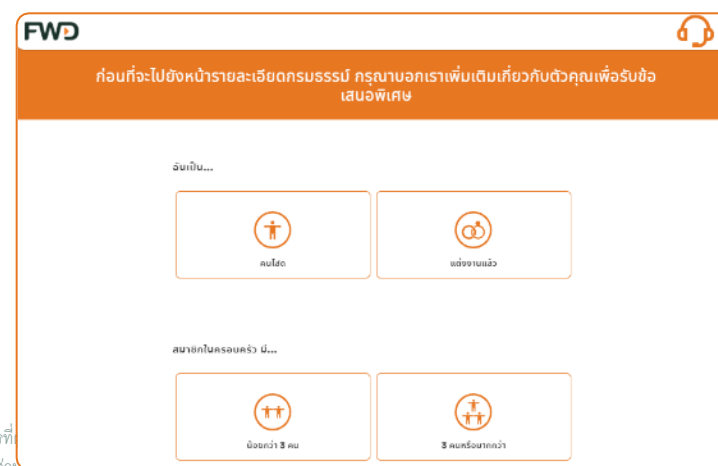 FWD
ก่อนที่จะไปยังหน้ารายละเอียดกรมธรรม์ กรุณาบอกเราเพิ่มเติมเกี่ยวกับตัวคุณเพื่อรับข้อ
เสนอพิเศษ
ฉันเป็น...
คนโสด
แต่งงานแล้ว
สมาชิกในครอบครัว มี...
น้อยกว่า 3 คน
3 คนหรือมากกว่า